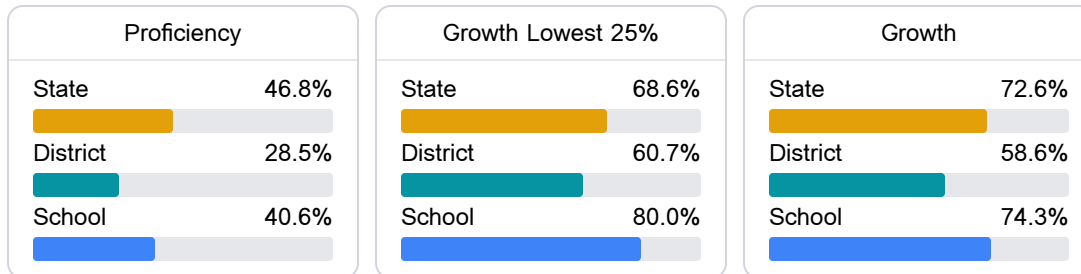 Proficiency
State 46.8%
District 28.5%
School 40.6%
Growth Lowest 25%
State 68.6%
District 60.7%
School 80.0%
Growth
State 72.6%
District 58.6%
School 74.3%